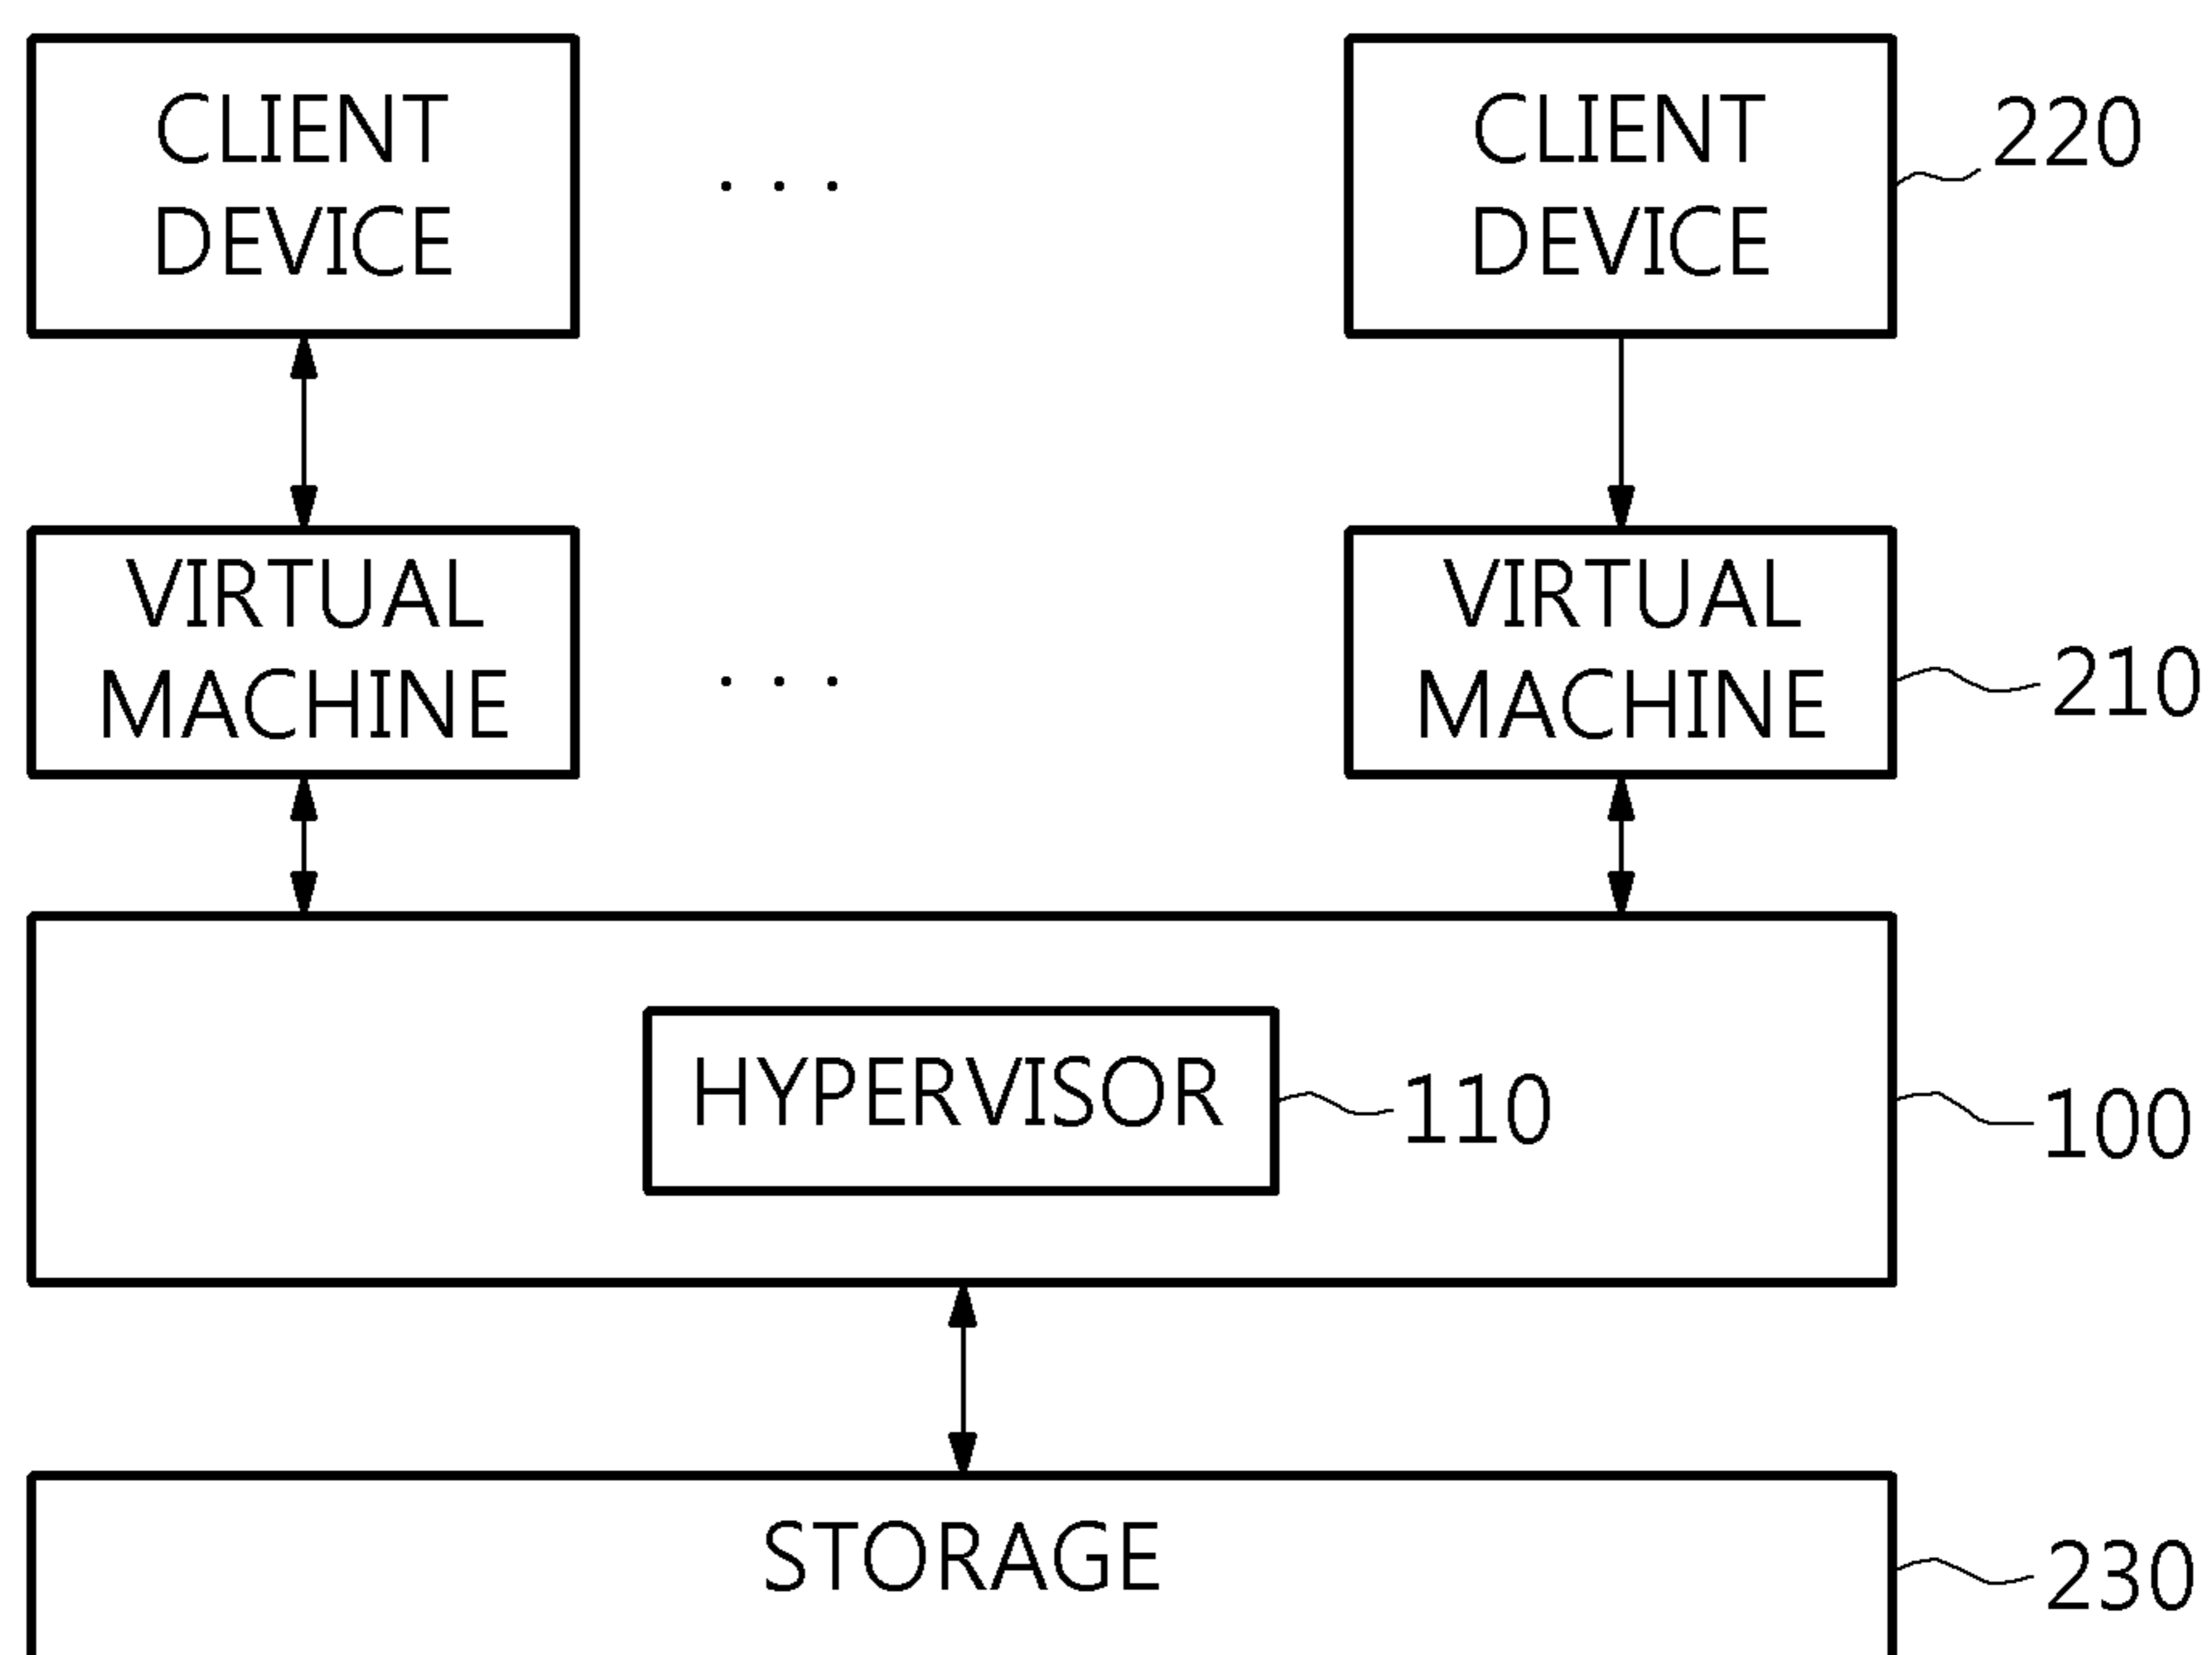 CLIENT
DEVICE
. . .
CLIENT
DEVICE
220
VIRTUAL
MACHINE
. . .
VIRTUAL
MACHINE
210
HYPERVISOR
110
100
STORAGE
230